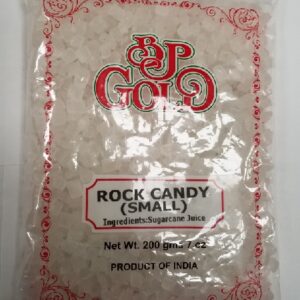 BP
GOLD
ROCK CANDY
(SMALL)
Ingredients:Sugarcane Juice
Net Wt. 200 gms 7 oz
PRODUCT OF INDIA